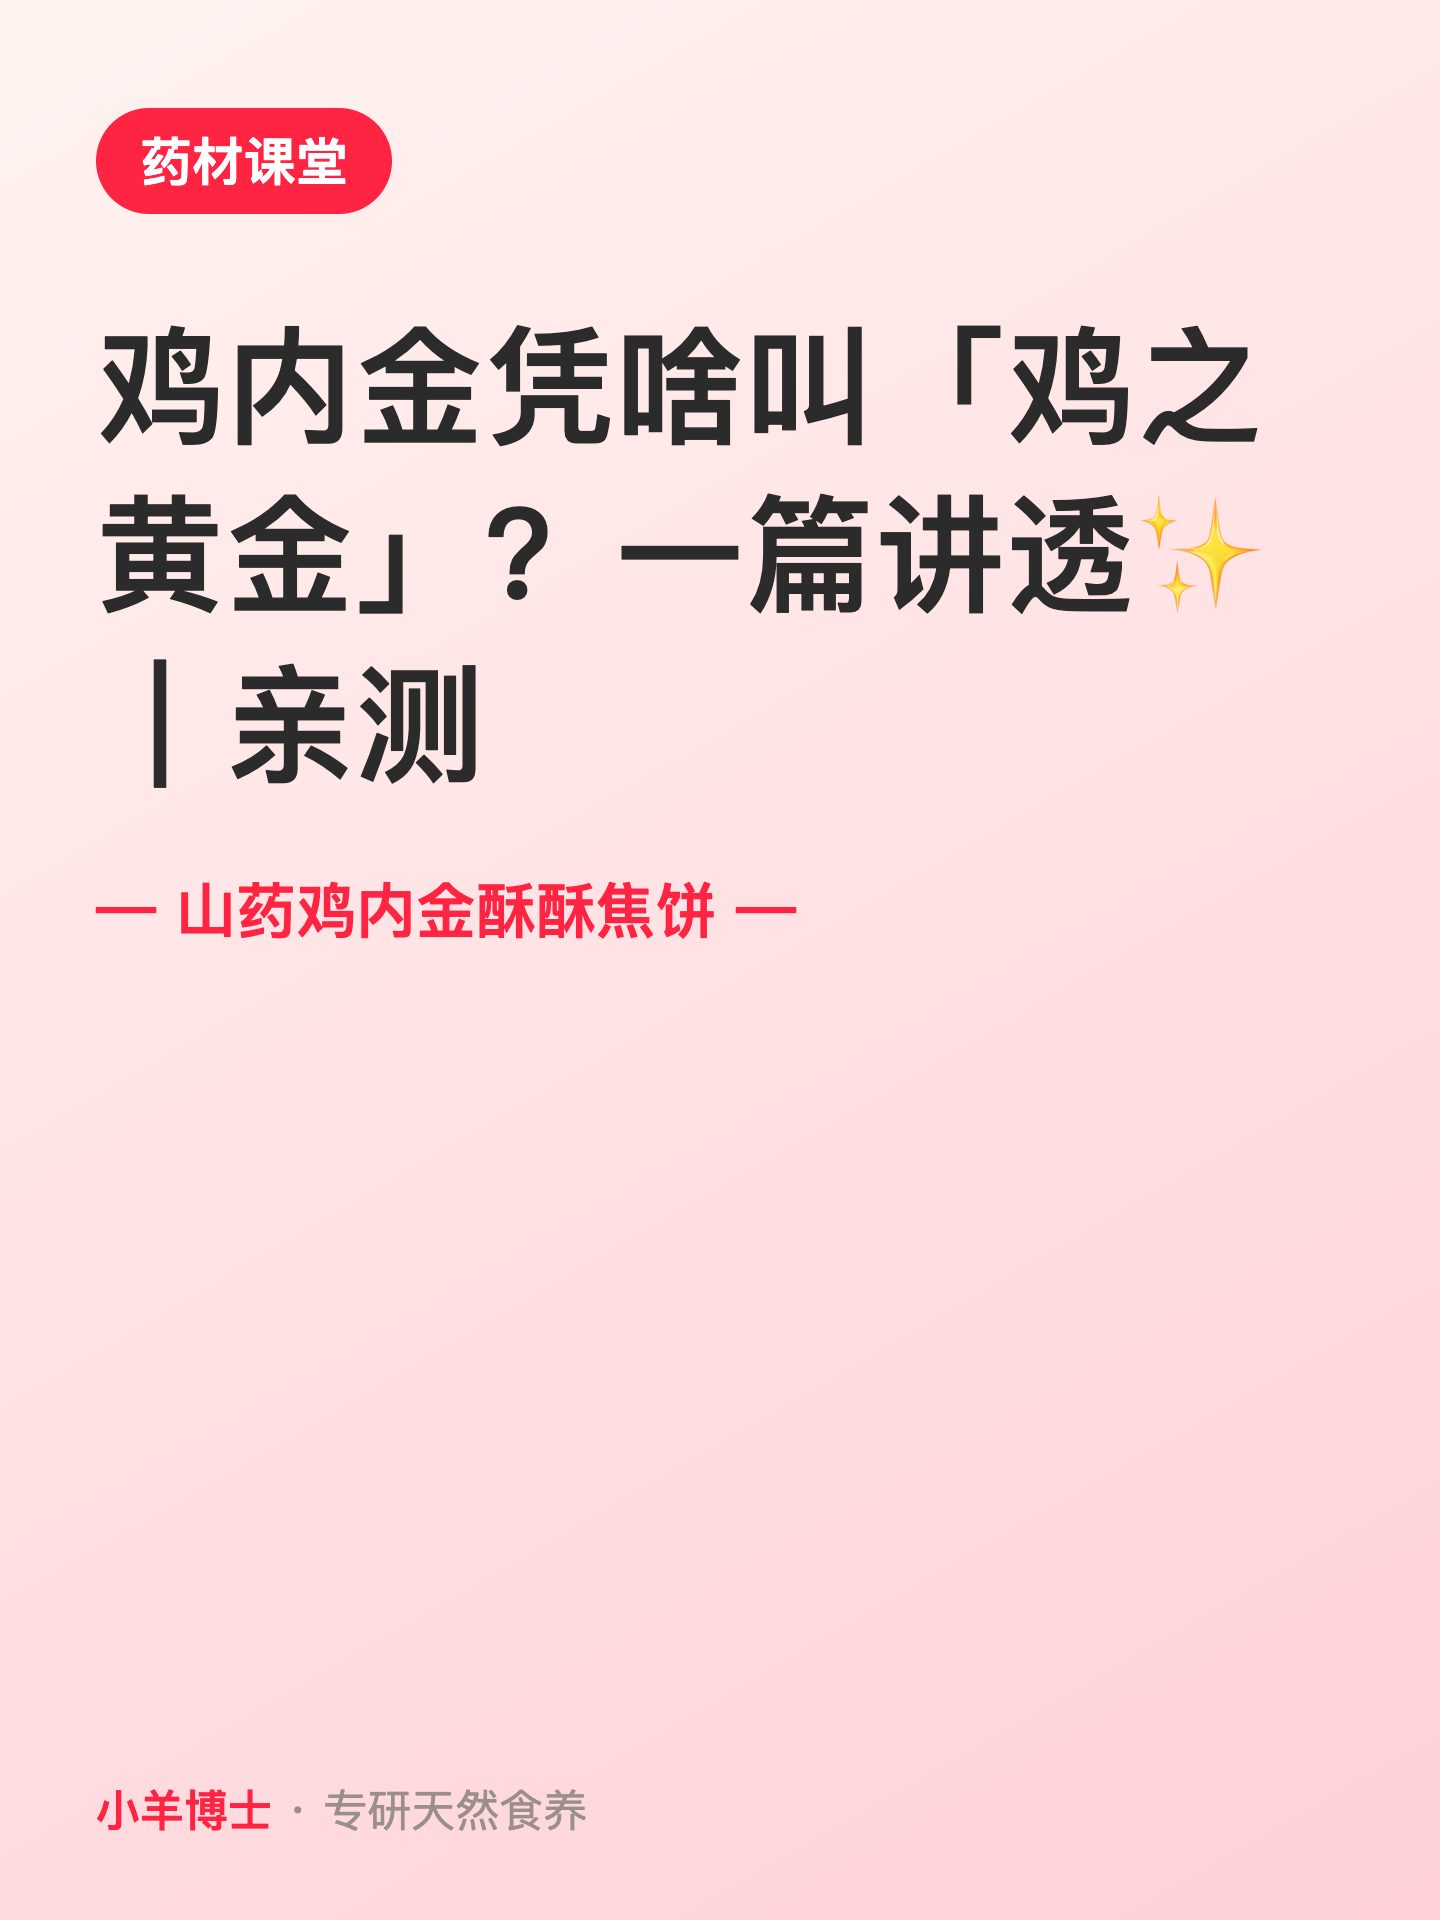 药材课堂
鸡内金凭啥叫「鸡之
黄金」？一篇讲透✨
｜亲测
— 山药鸡内金酥酥焦饼 —
小羊博士 · 专研天然食养